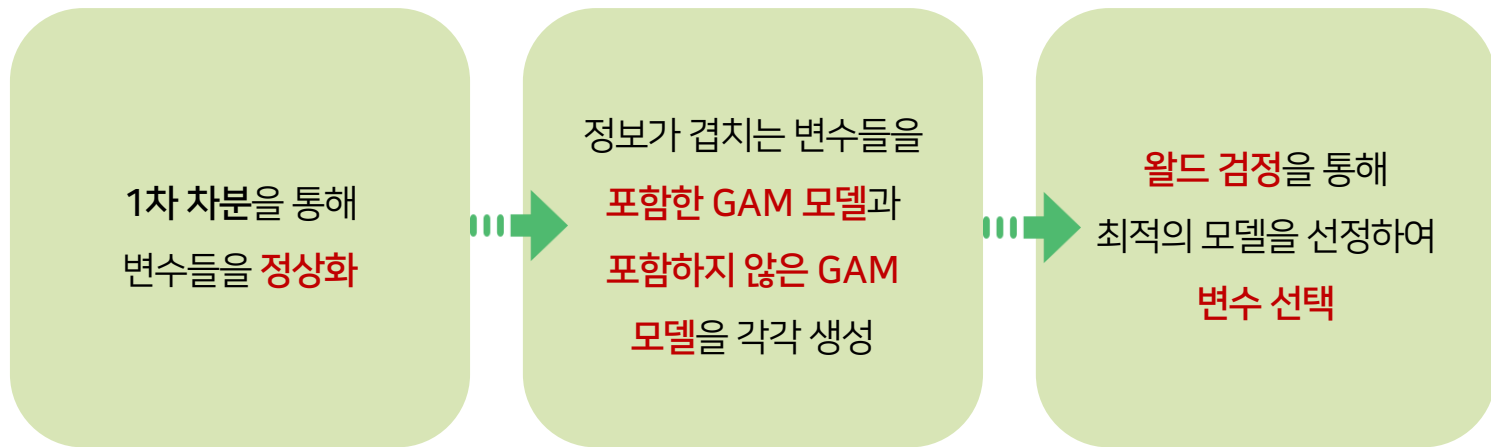 1차 차분을 통해
변수들을 정상화
정보가 겹치는 변수들을
포함한 GAM 모델과
포함하지 않은 GAM
모델을 각각 생성
왈드 검정을 통해
최적의 모델을 선정하여
변수 선택